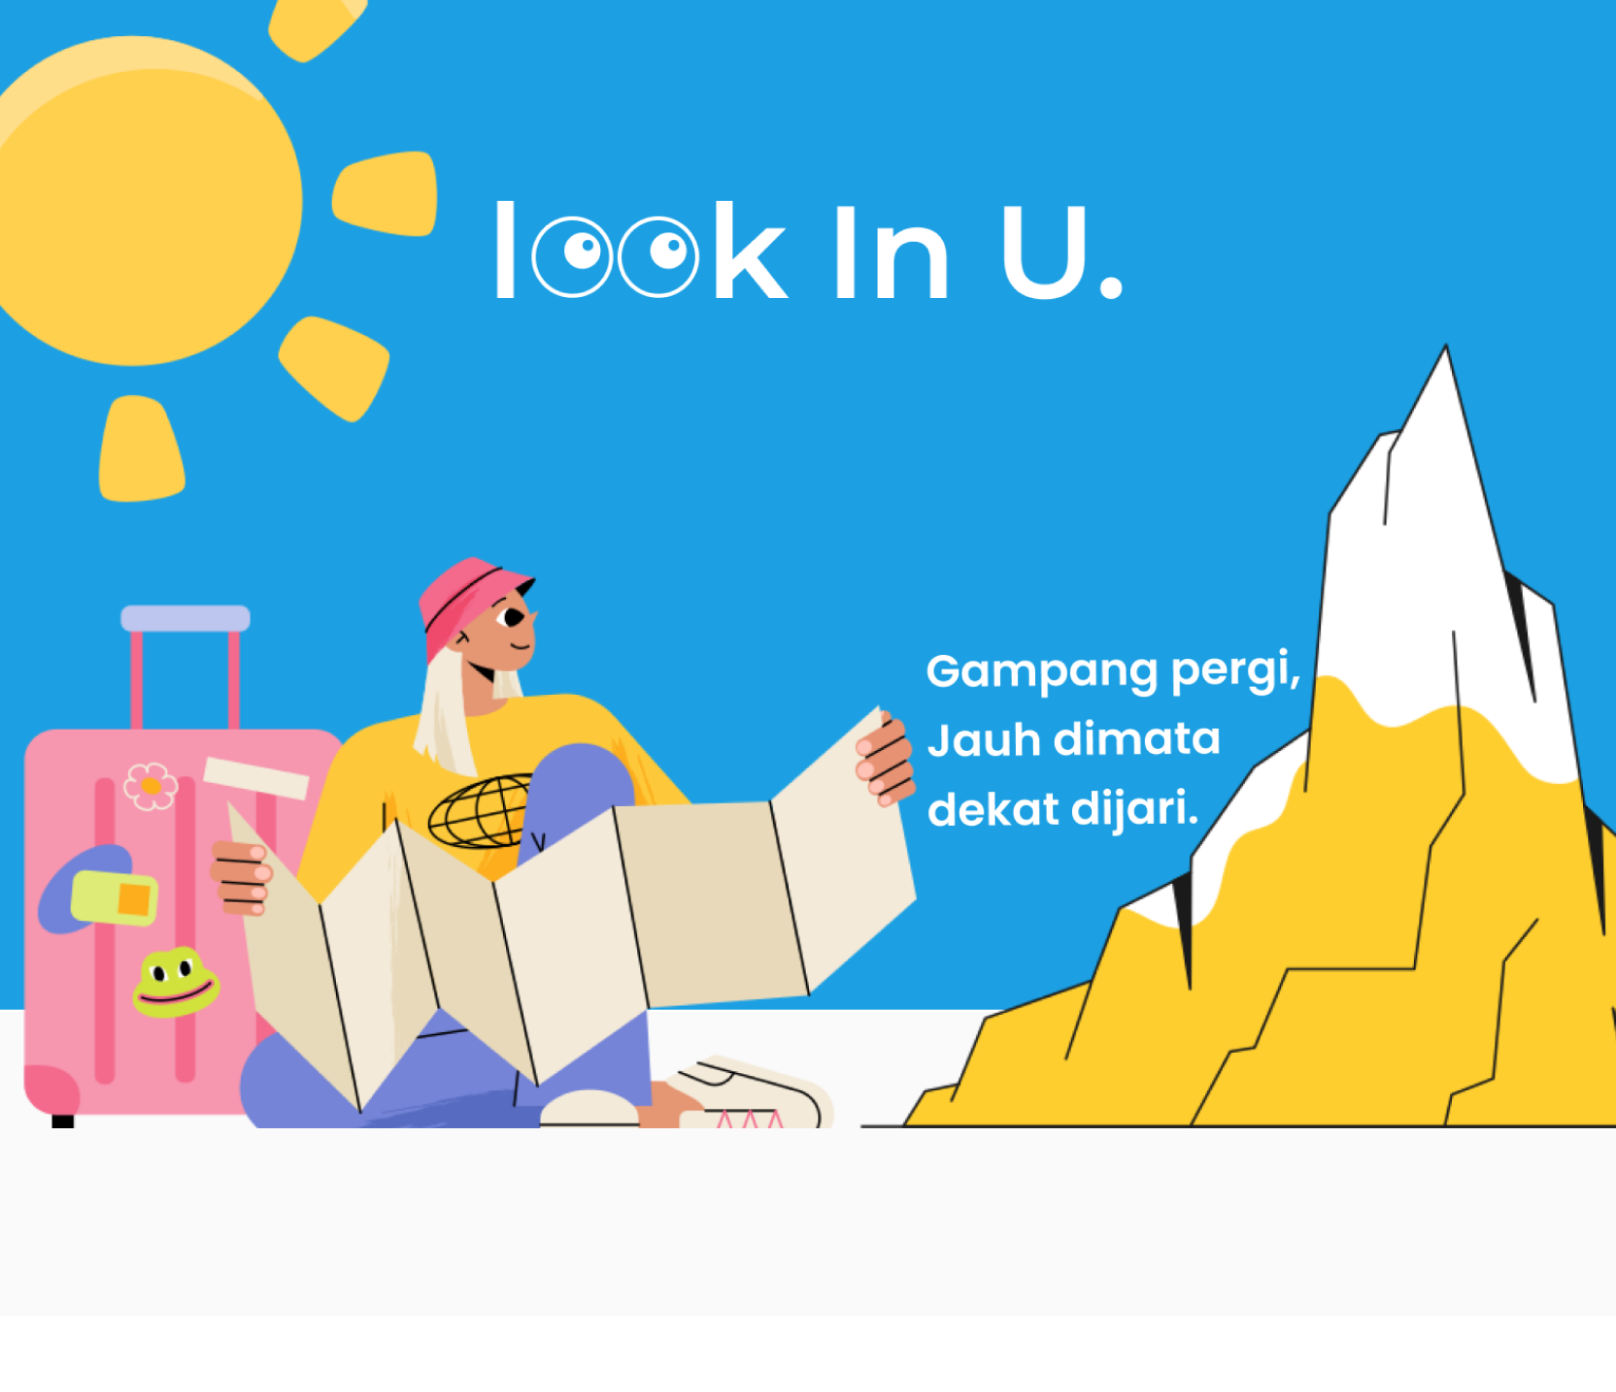 look In U.
Gampang pergi,
Jauh dimata
dekat dijari.